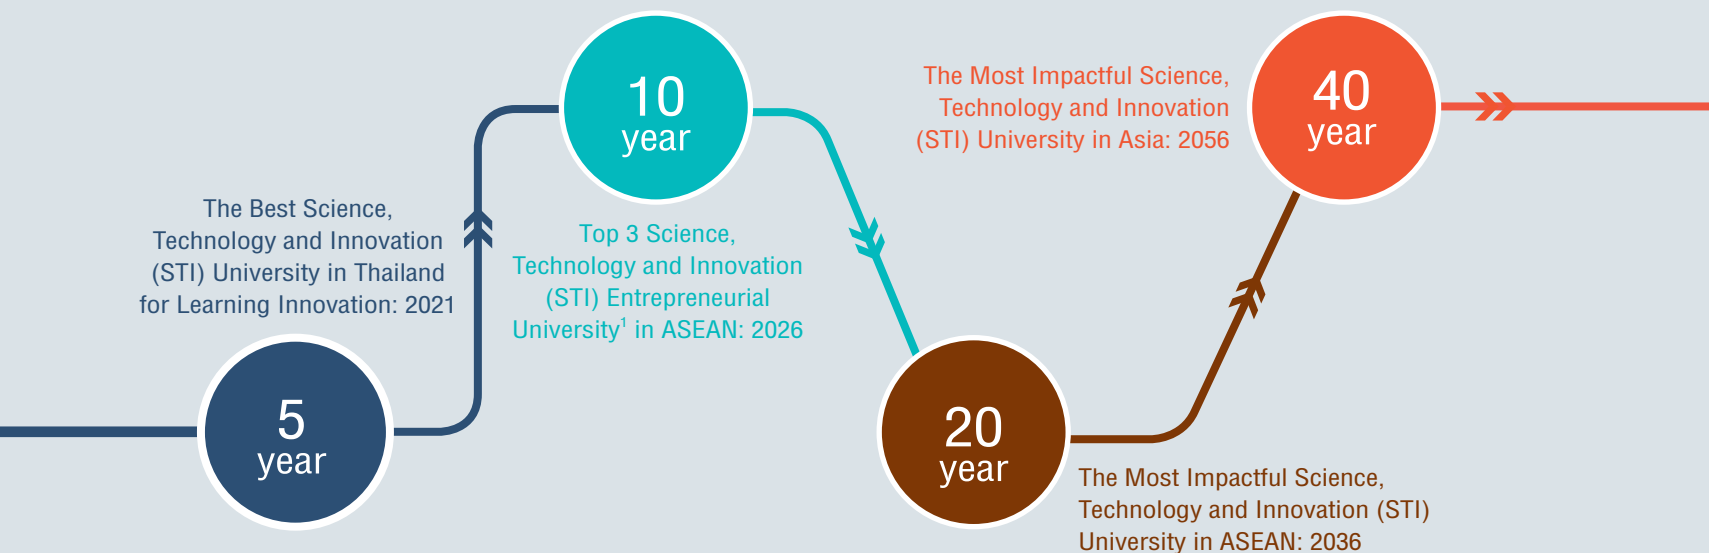 The Best Science,
Technology and Innovation
(STI) University in Thailand
for Learning Innovation: 2021
5
year
10
year
Top 3 Science,
Technology and Innovation
(STI) Entrepreneurial
University¹ in ASEAN: 2026
20
year
The Most Impactful Science,
Technology and Innovation (STI)
University in ASEAN: 2036
The Most Impactful Science,
Technology and Innovation
(STI) University in Asia: 2056
40
year